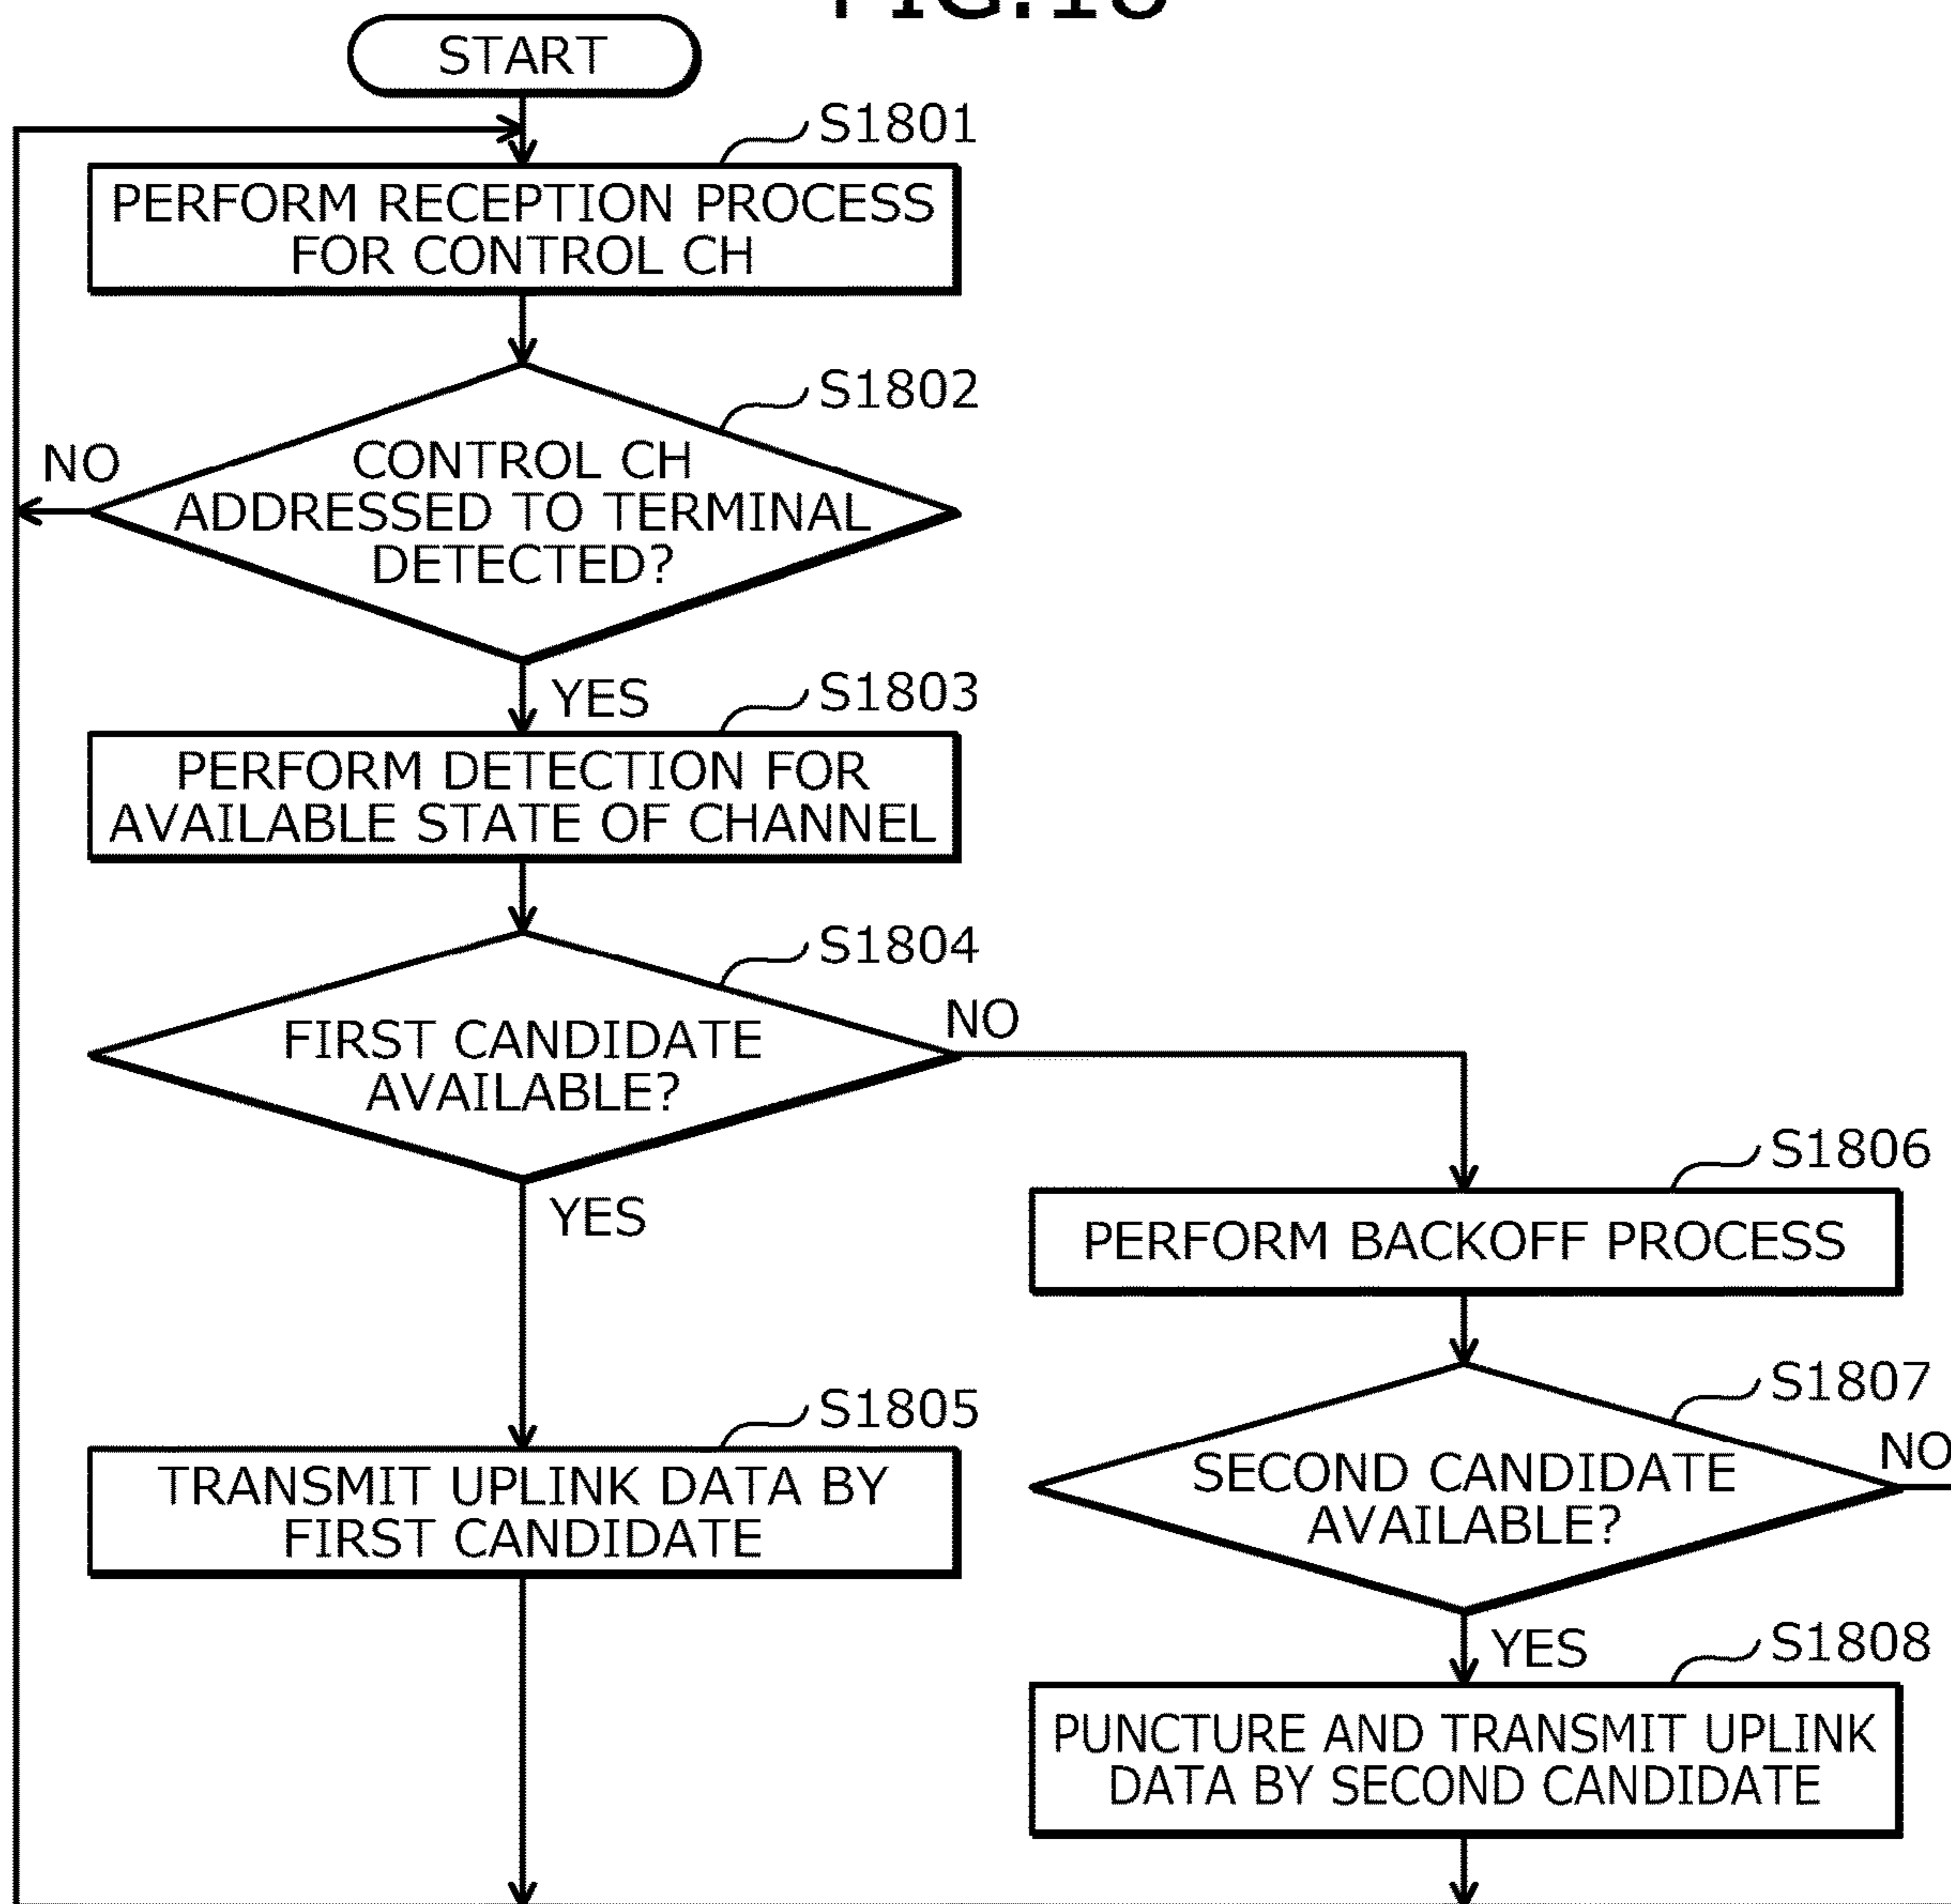 START
S1801
PERFORM RECEPTION PROCESS
FOR CONTROL CH
S1802
NO
CONTROL CH
ADDRESSED TO TERMINAL
DETECTED?
YES
S1803
PERFORM DETECTION FOR
AVAILABLE STATE OF CHANNEL
S1804
FIRST CANDIDATE
AVAILABLE?
NO
YES
S1805
TRANSMIT UPLINK DATA BY
FIRST CANDIDATE
S1806
PERFORM BACKOFF PROCESS
S1807
SECOND CANDIDATE
AVAILABLE?
NO
YES
S1808
PUNCTURE AND TRANSMIT UPLINK
DATA BY SECOND CANDIDATE